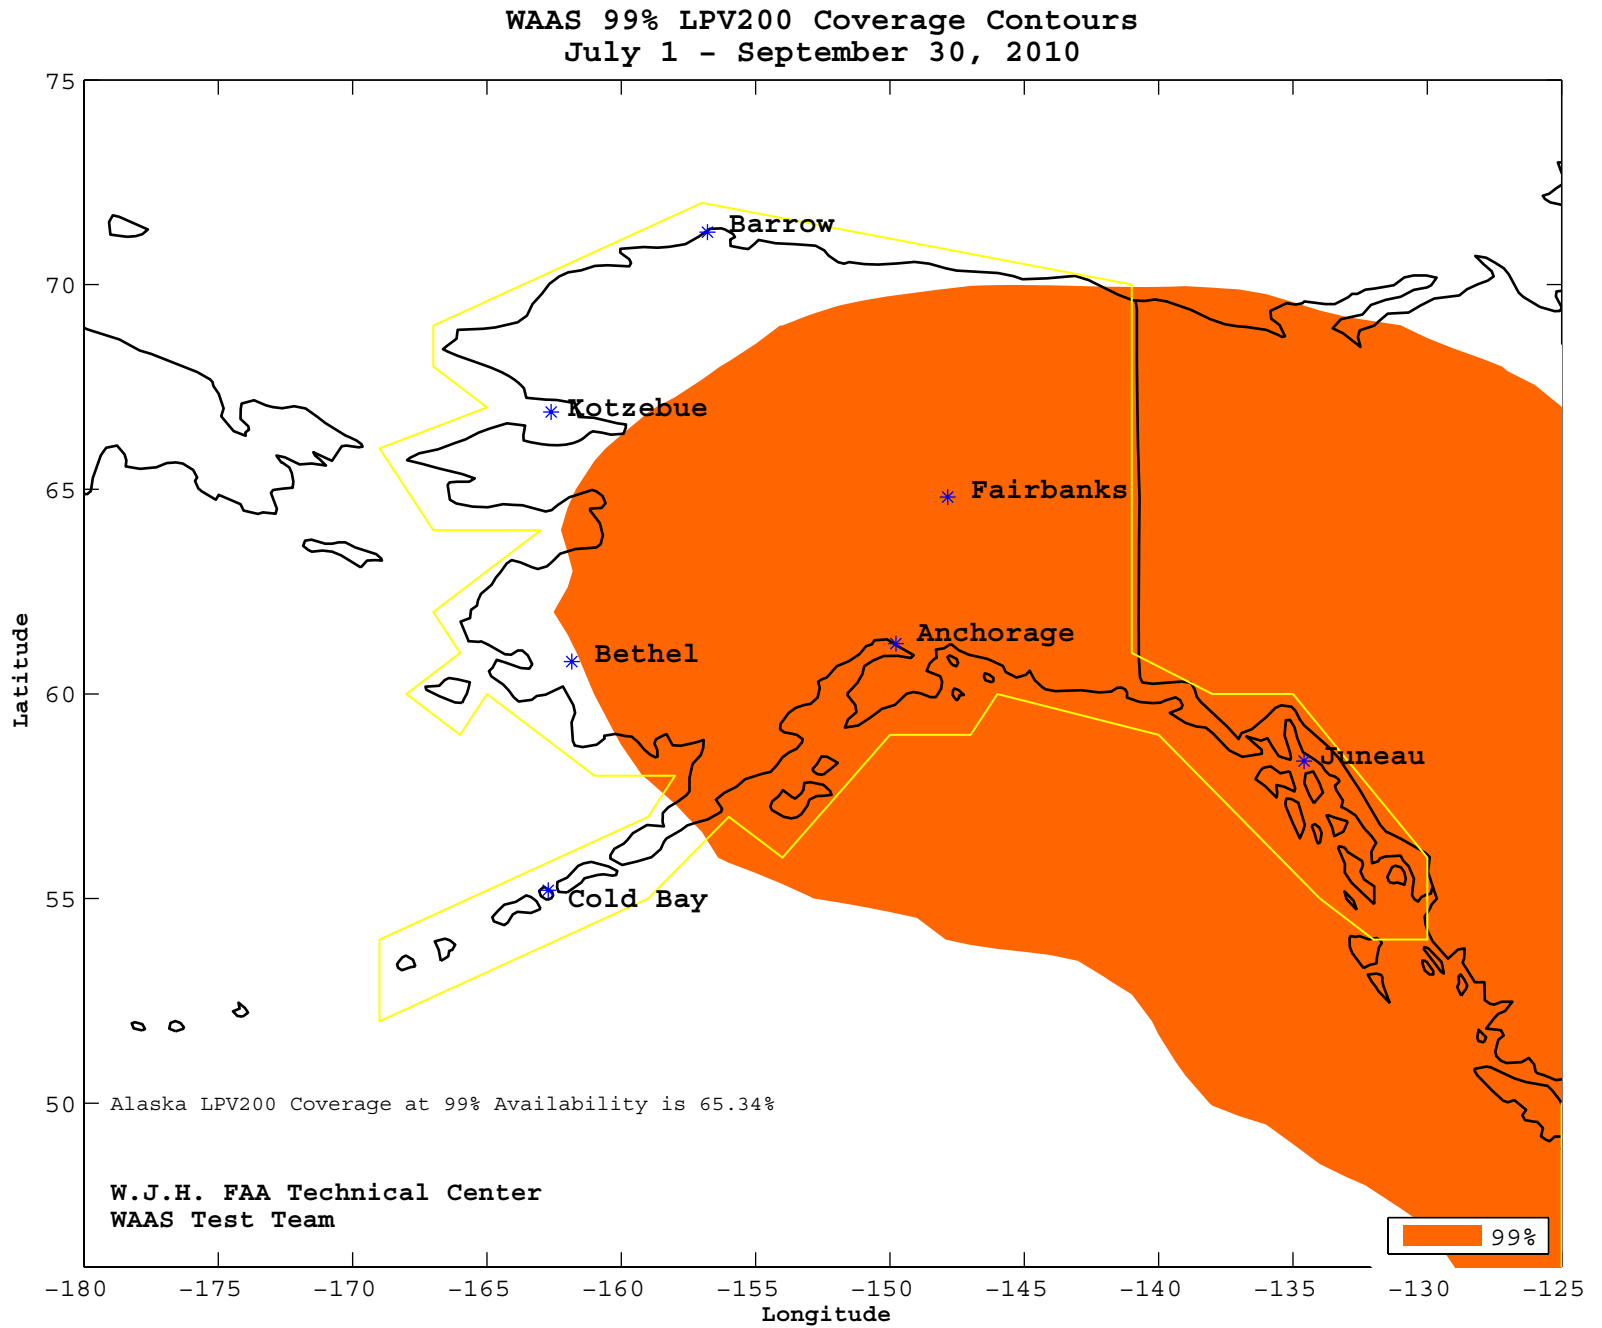 WAAS 99% LPV200 Coverage Contours
July 1 - September 30, 2010
75
70
65
60
55
50
Latitude
Barrow
Kotzebue
Fairbanks
Anchorage
Bethel
Juneau
Cold Bay
Alaska LPV200 Coverage at 99% Availability is 65.34%
W.J.H. FAA Technical Center
WAAS Test Team
99%
-180 -175 -170 -165 -160 -155 -150 -145 -140 -135 -130 -125
Longitude